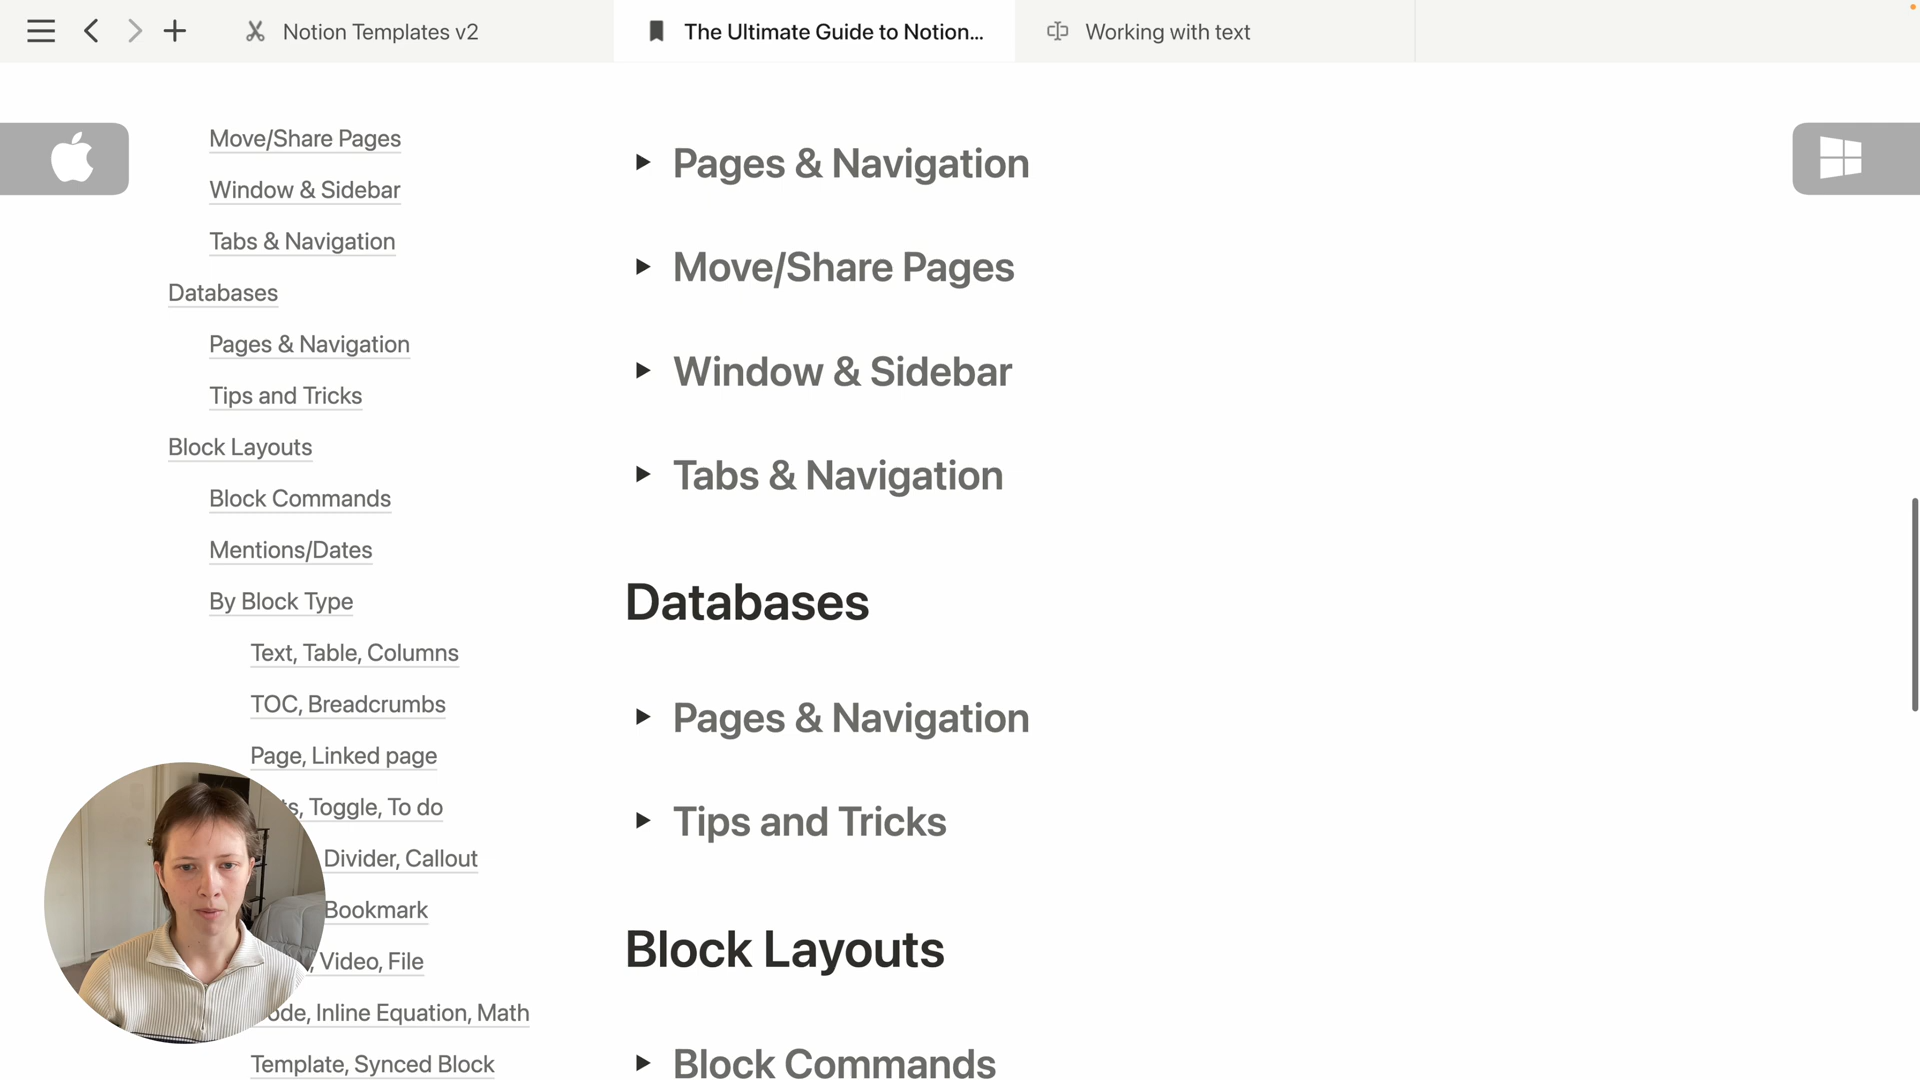 Notion Templates v2
The Ultimate Guide to Notion...
Working with text
Move/Share Pages
Window & Sidebar
Tabs & Navigation
Databases
Pages & Navigation
Tips and Tricks
Block Layouts
Block Commands
Mentions/Dates
By Block Type
Text, Table, Columns
TOC, Breadcrumbs
Page, Linked page
Toggle, To do
Divider, Callout
Bookmark
Video, File
Inline Equation, Math
Template, Synced Block
Pages & Navigation
Move/Share Pages
Window & Sidebar
Tabs & Navigation
Databases
Pages & Navigation
Tips and Tricks
Block Layouts
Block Commands